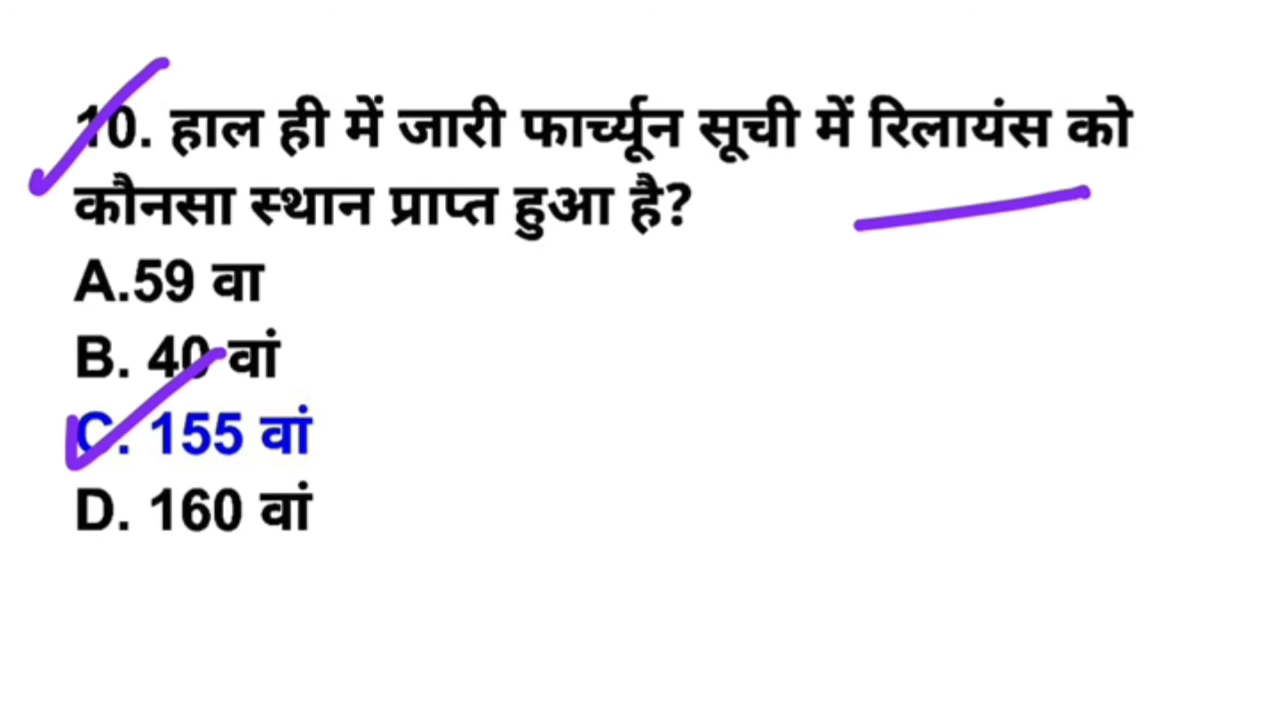 10. हाल ही में जारी फार्च्यून सूची में रिलायंस को
कौनसा स्थान प्राप्त हुआ है?
A.59 वा
B. 40 वां
C. 155 वां
D. 160 वां